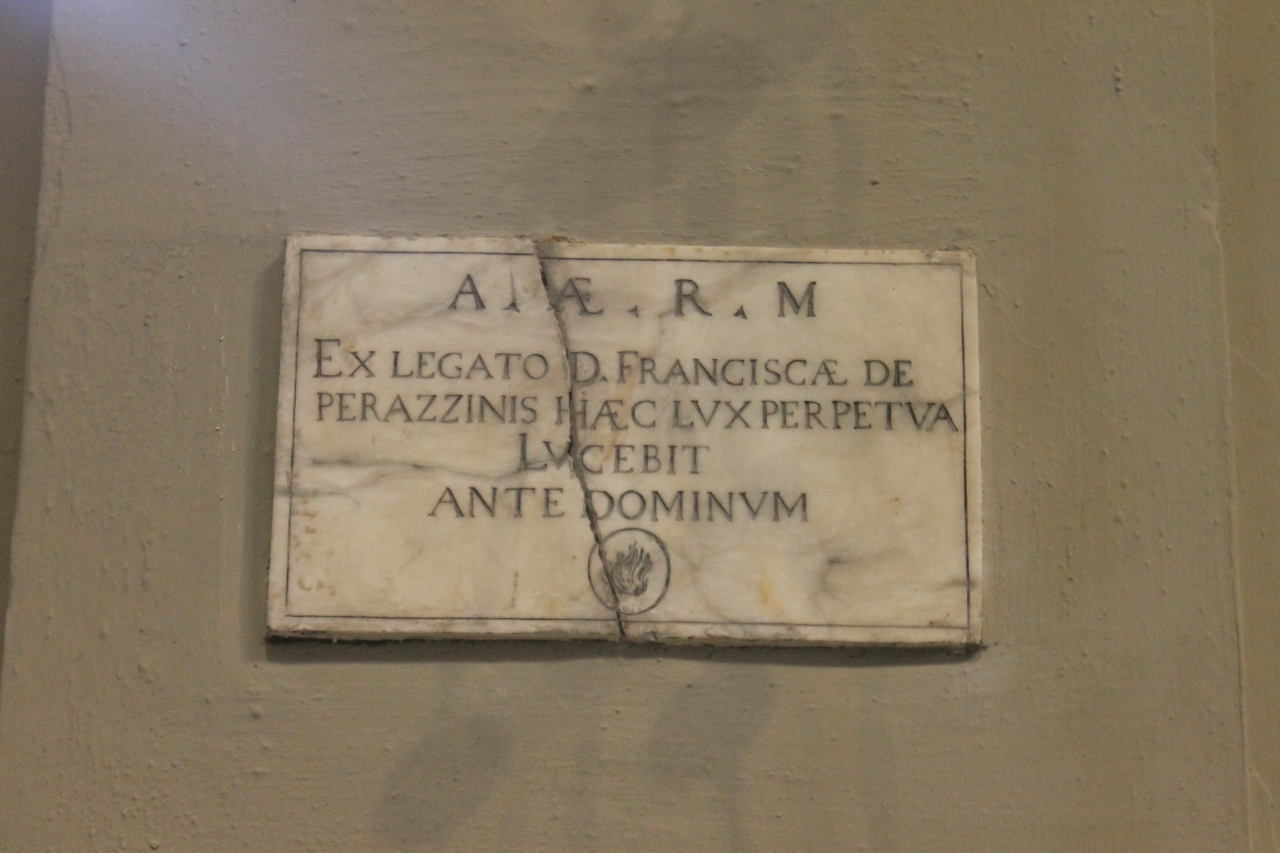 A . Æ . R . M
EX LEGATO D. FRANCISCÆ DE
PERAZZINIS HÆC LVX PERPETVA
LVCEBIT
ANTE DOMINVM